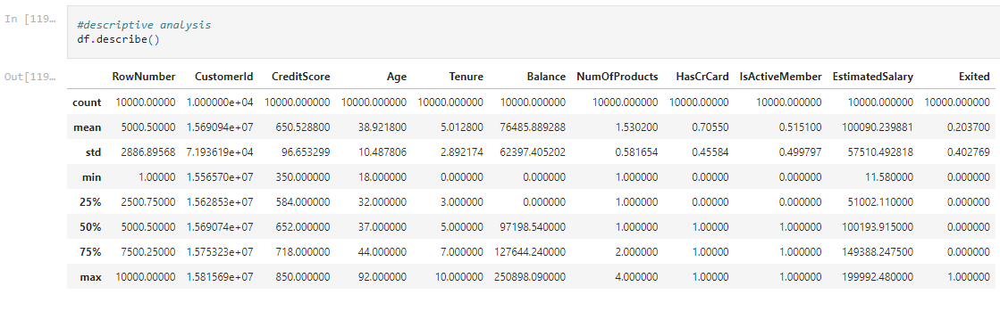 In [119…
#descriptive analysis
df.describe()
Out[119…
RowNumber CustomerId CreditScore Age Tenure Balance NumOfProducts HasCrCard IsActiveMember EstimatedSalary Exited
count 10000.00000 1.000000e+04 10000.000000 10000.000000 10000.000000 10000.000000 10000.000000 10000.00000 10000.000000 10000.000000 10000.000000
mean 5000.50000 1.569094e+07 650.528800 38.921800 5.012800 76485.889288 1.530200 0.70550 0.515100 100090.239881 0.203700
std 2886.89568 7.193619e+04 96.653299 10.487806 2.892174 62397.405202 0.581654 0.45584 0.499797 57510.492818 0.402769
min 1.00000 1.556570e+07 350.000000 18.000000 0.000000 0.000000 1.000000 0.00000 0.000000 11.580000 0.000000
25% 2500.75000 1.562853e+07 584.000000 32.000000 3.000000 0.000000 1.000000 0.00000 0.000000 51002.110000 0.000000
50% 5000.50000 1.569074e+07 652.000000 37.000000 5.000000 97198.540000 1.000000 1.00000 1.000000 100193.915000 0.000000
75% 7500.25000 1.575323e+07 718.000000 44.000000 7.000000 127644.240000 2.000000 1.00000 1.000000 149388.247500 0.000000
max 10000.00000 1.581569e+07 850.000000 92.000000 10.000000 250898.090000 4.000000 1.00000 1.000000 199992.480000 1.000000